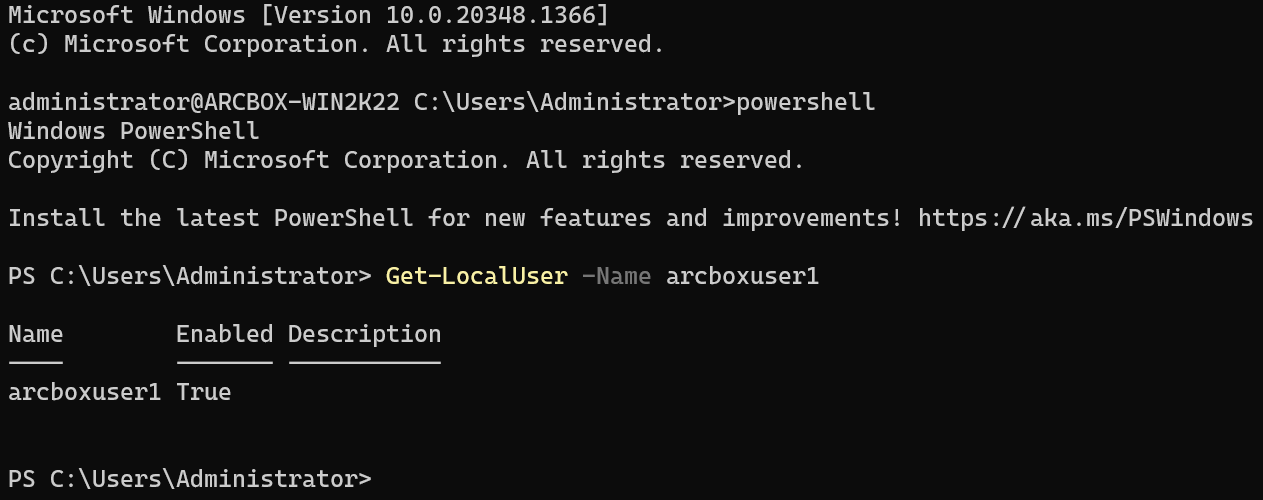 Microsoft Windows [Version 10.0.20348.1366]
(c) Microsoft Corporation. All rights reserved.
administrator@ARCBOX-WIN2K22 C:\Users\Administrator>powershell
Windows PowerShell
Copyright (C) Microsoft Corporation. All rights reserved.
Install the latest PowerShell for new features and improvements! https://aka.ms/PSWindows
PS C:\Users\Administrator> Get-LocalUser -Name arcboxuser1
Name        Enabled Description
----        ------- -----------
arcboxuser1 True
PS C:\Users\Administrator>